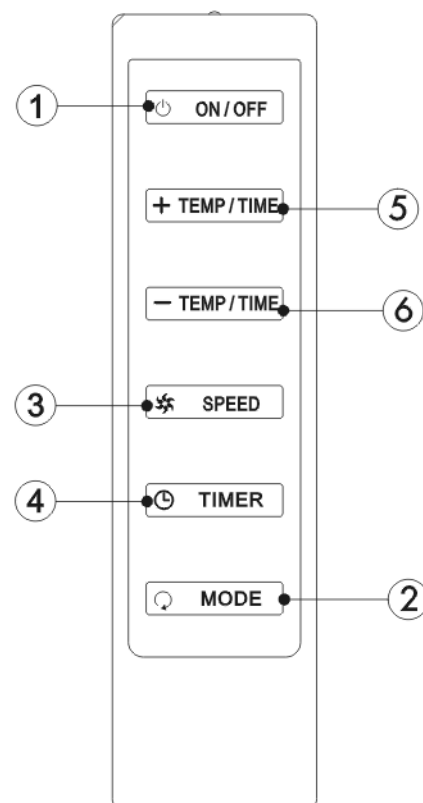 1 ON / OFF
+ TEMP / TIME 5
− TEMP / TIME 6
3 SPEED
4 TIMER
MODE 2